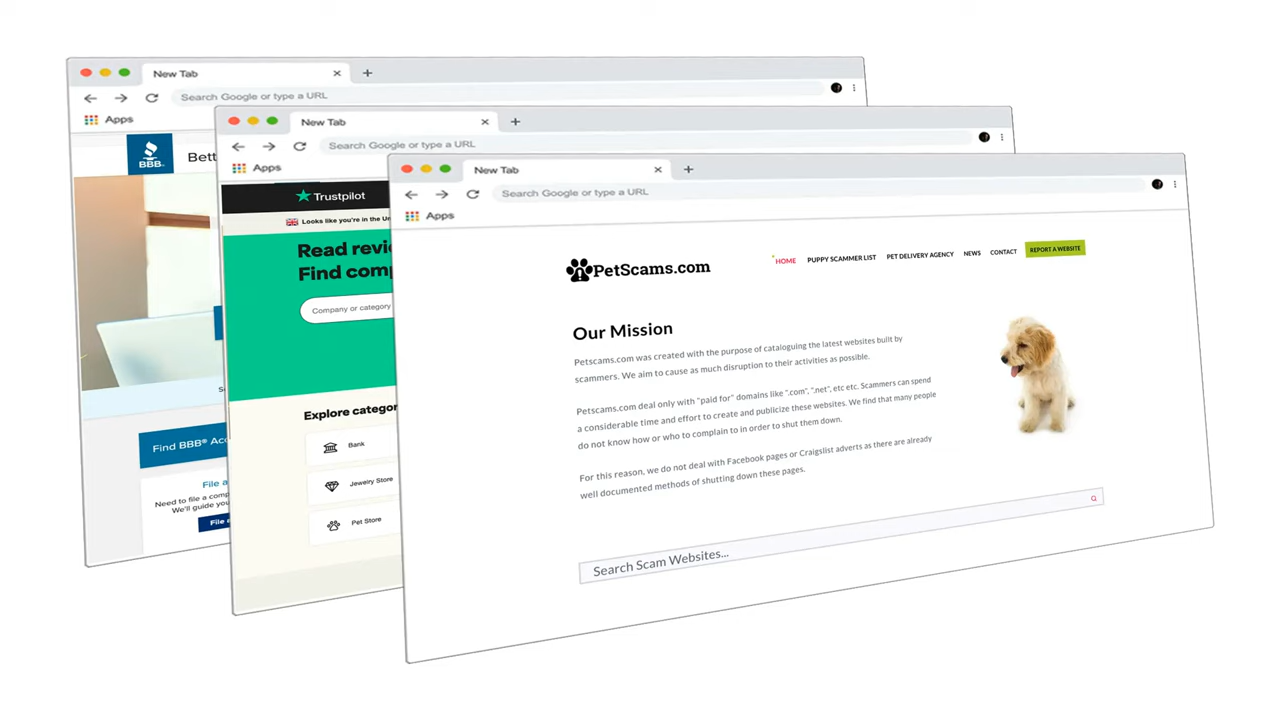 New Tab
Search Google or type a URL
Apps
BBB
Bett
Find BBB® Acc
File a
Need to file a comp
We'll guide you
File a
New Tab
Search Google or type a URL
Apps
Trustpilot
Looks like you're in the Un
Read revi
Find comp
Company or category
Explore categor
Bank
Jewelry Store
Pet Store
New Tab
Search Google or type a URL
Apps
PetScams.com
HOME PUPPY SCAMMER LIST PET DELIVERY AGENCY NEWS CONTACT REPORT A WEBSITE
Our Mission
Petscams.com was created with the purpose of cataloguing the latest websites built by
scammers. We aim to cause as much disruption to their activities as possible.
Petscams.com deal only with "paid for" domains like ".com", ".net", etc etc. Scammers can spend
a considerable time and effort to create and publicize these websites. We find that many people
do not know how or who to complain to in order to shut them down.
For this reason, we do not deal with Facebook pages or Craigslist adverts as there are already
well documented methods of shutting down these pages.
Search Scam Websites...